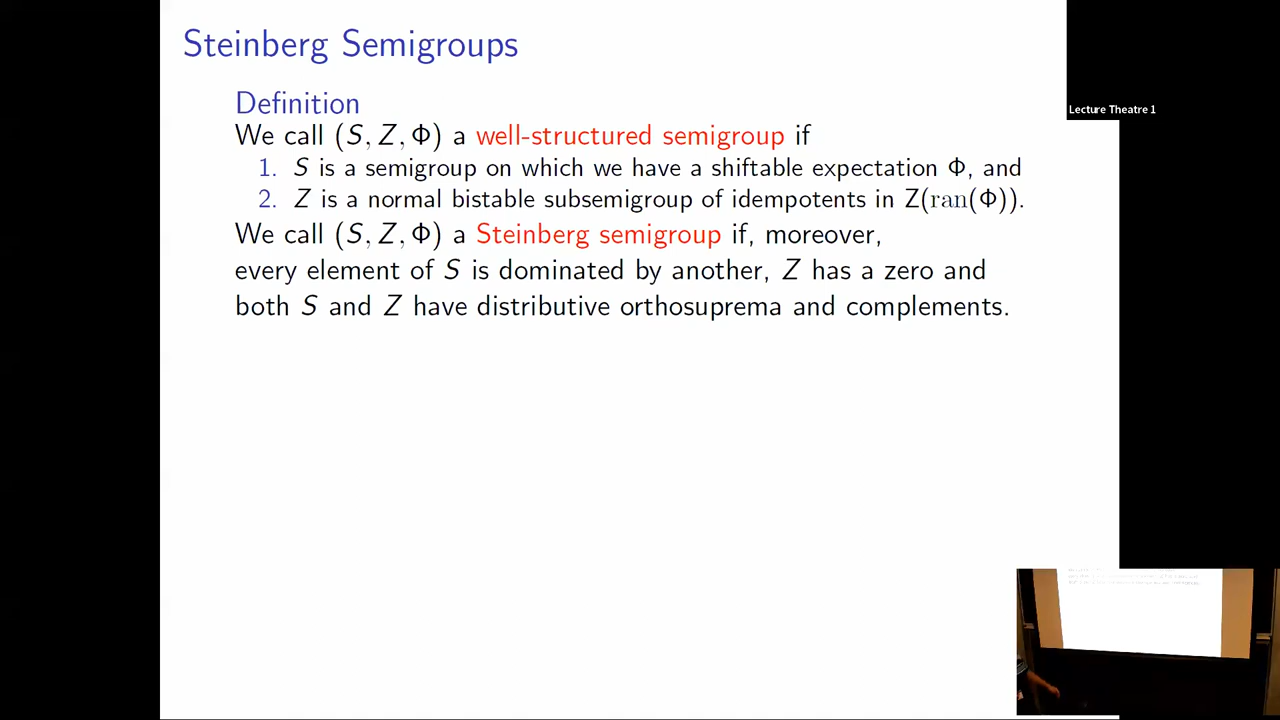 Steinberg Semigroups
Definition
We call (S, Z, Φ) a well-structured semigroup if
1. S is a semigroup on which we have a shiftable expectation Φ, and
2. Z is a normal bistable subsemigroup of idempotents in Z(ran(Φ)).
We call (S, Z, Φ) a Steinberg semigroup if, moreover,
every element of S is dominated by another, Z has a zero and
both S and Z have distributive orthosuprema and complements.
Lecture Theatre 1